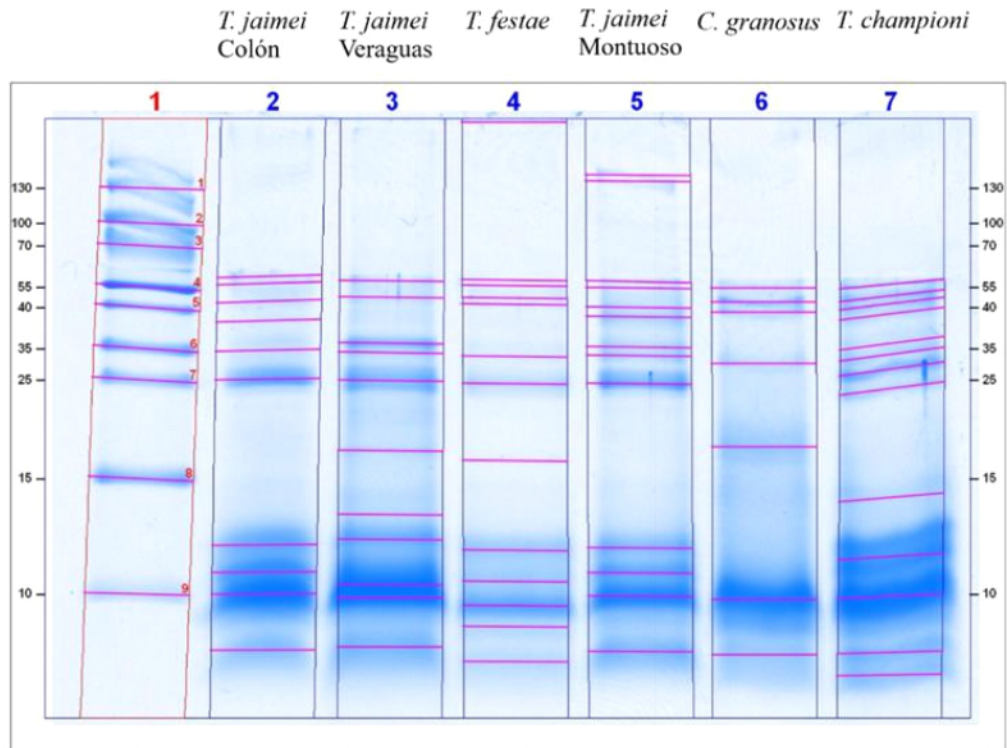 T. jaimei T. jaimei T. festae T. jaimei C. granosus T. championi
Colón Veraguas Montuoso
1 2 3 4 5 6 7
130 1 130
100 2 100
70 3 70
55 4 55
40 5 40
35 6 35
25 7 25
15 8 15
10 9 10